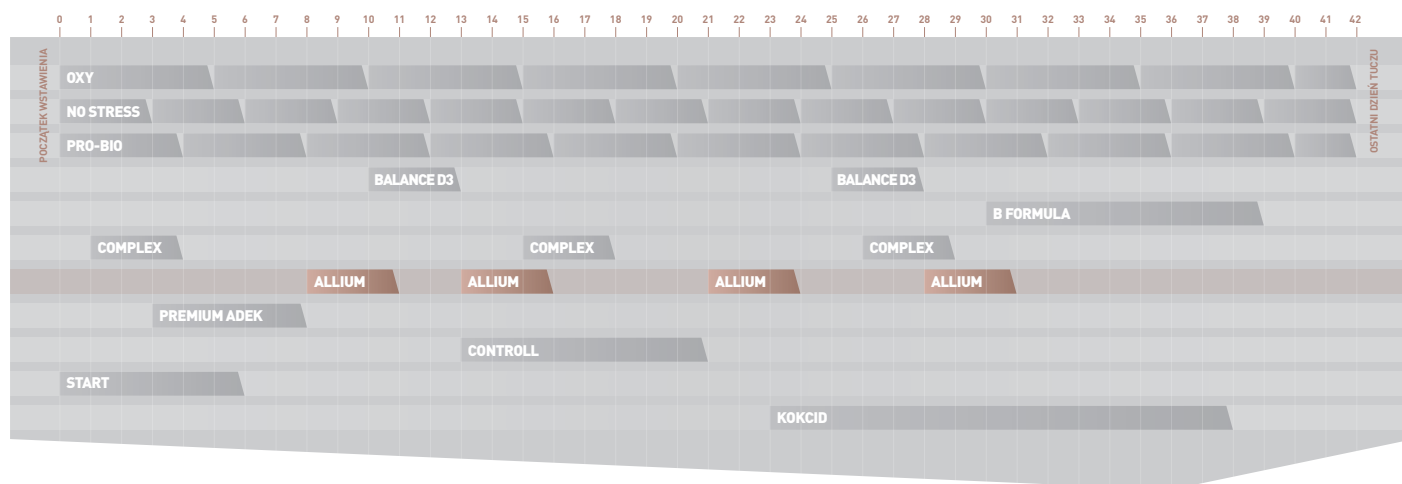 0 1 2 3 4 5 6 7 8 9 10 11 12 13 14 15 16 17 18 19 20 21 22 23 24 25 26 27 28 29 30 31 32 33 34 35 36 37 38 39 40 41 42
POCZĄTEK WSTAWIENIA
OSTATNI DZIEŃ TUCZU
OXY
NO STRESS
PRO-BIO
BALANCE D3 BALANCE D3
B FORMULA
COMPLEX COMPLEX COMPLEX
ALLIUM ALLIUM ALLIUM ALLIUM
PREMIUM ADEK
CONTROLL
START
KOKCID